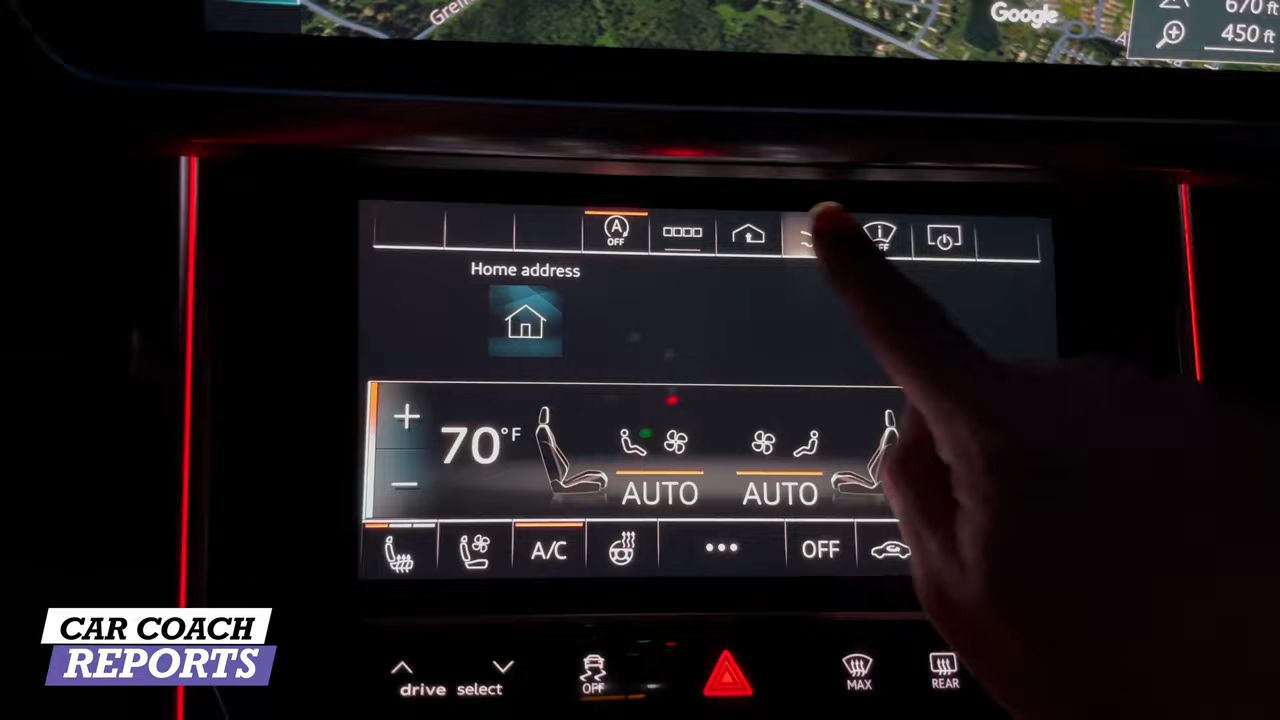 Google
670 ft
450 ft
A
OFF
Home address
70°F
AUTO
AUTO
A/C
OFF
drive select
OFF
MAX
REAR
CAR COACH
REPORTS